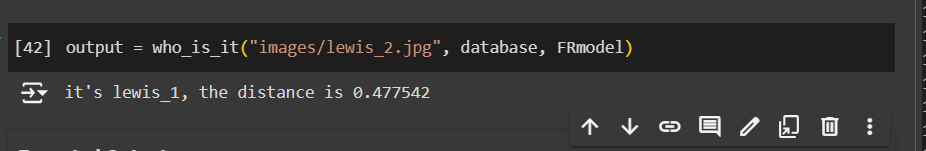 [42] output = who_is_it("images/lewis_2.jpg", database, FRmodel)
it's lewis_1, the distance is 0.477542